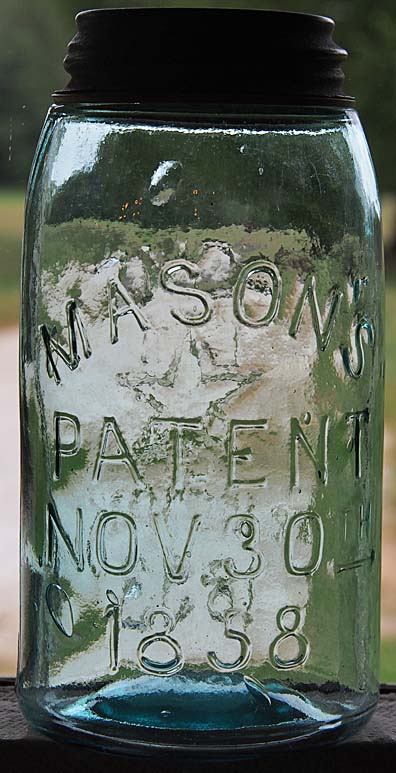 MASON'S
PATENT
NOV 30TH
1858